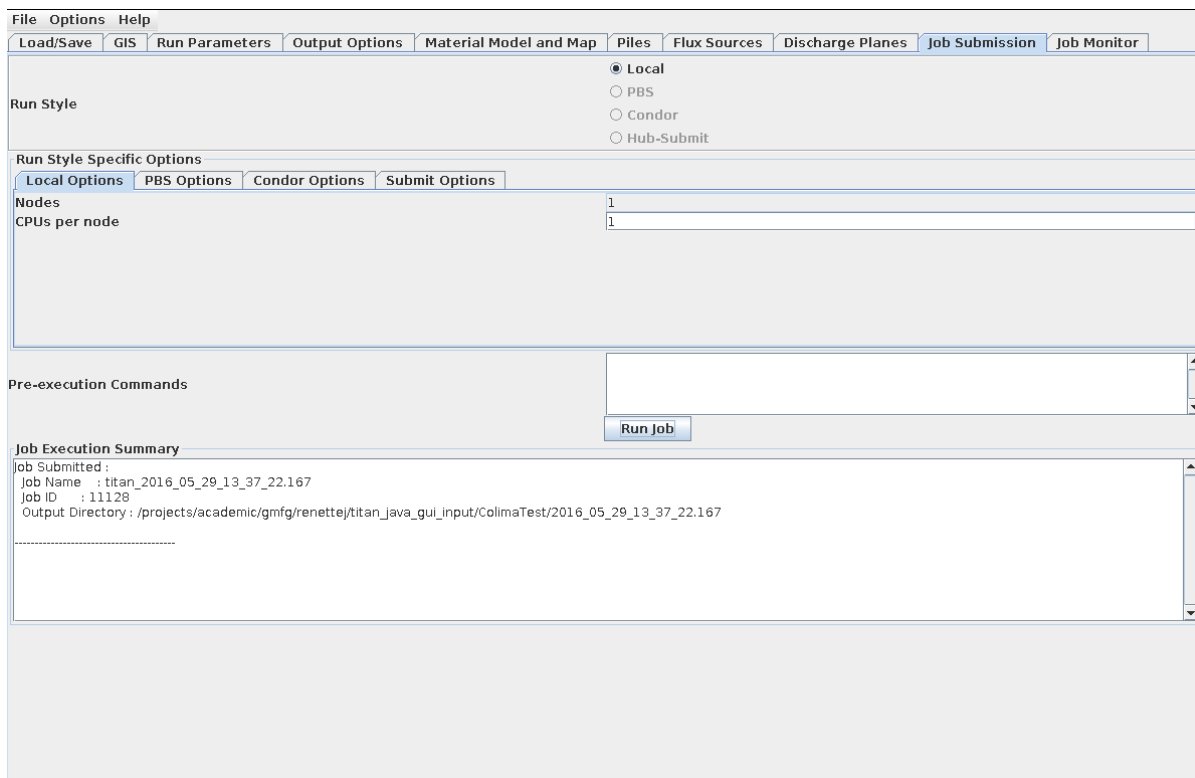 File Options Help
Load/Save GIS Run Parameters Output Options Material Model and Map Piles Flux Sources Discharge Planes Job Submission Job Monitor
Run Style
Local
PBS
Condor
Hub-Submit
Run Style Specific Options
Local Options PBS Options Condor Options Submit Options
Nodes 1
CPUs per node 1
Pre-execution Commands
Run Job
Job Execution Summary
Job Submitted :
Job Name : titan_2016_05_29_13_37_22.167
Job ID : 11128
Output Directory : /projects/academic/gmfg/renettej/titan_java_gui_input/ColimaTest/2016_05_29_13_37_22.167
----------------------------------------